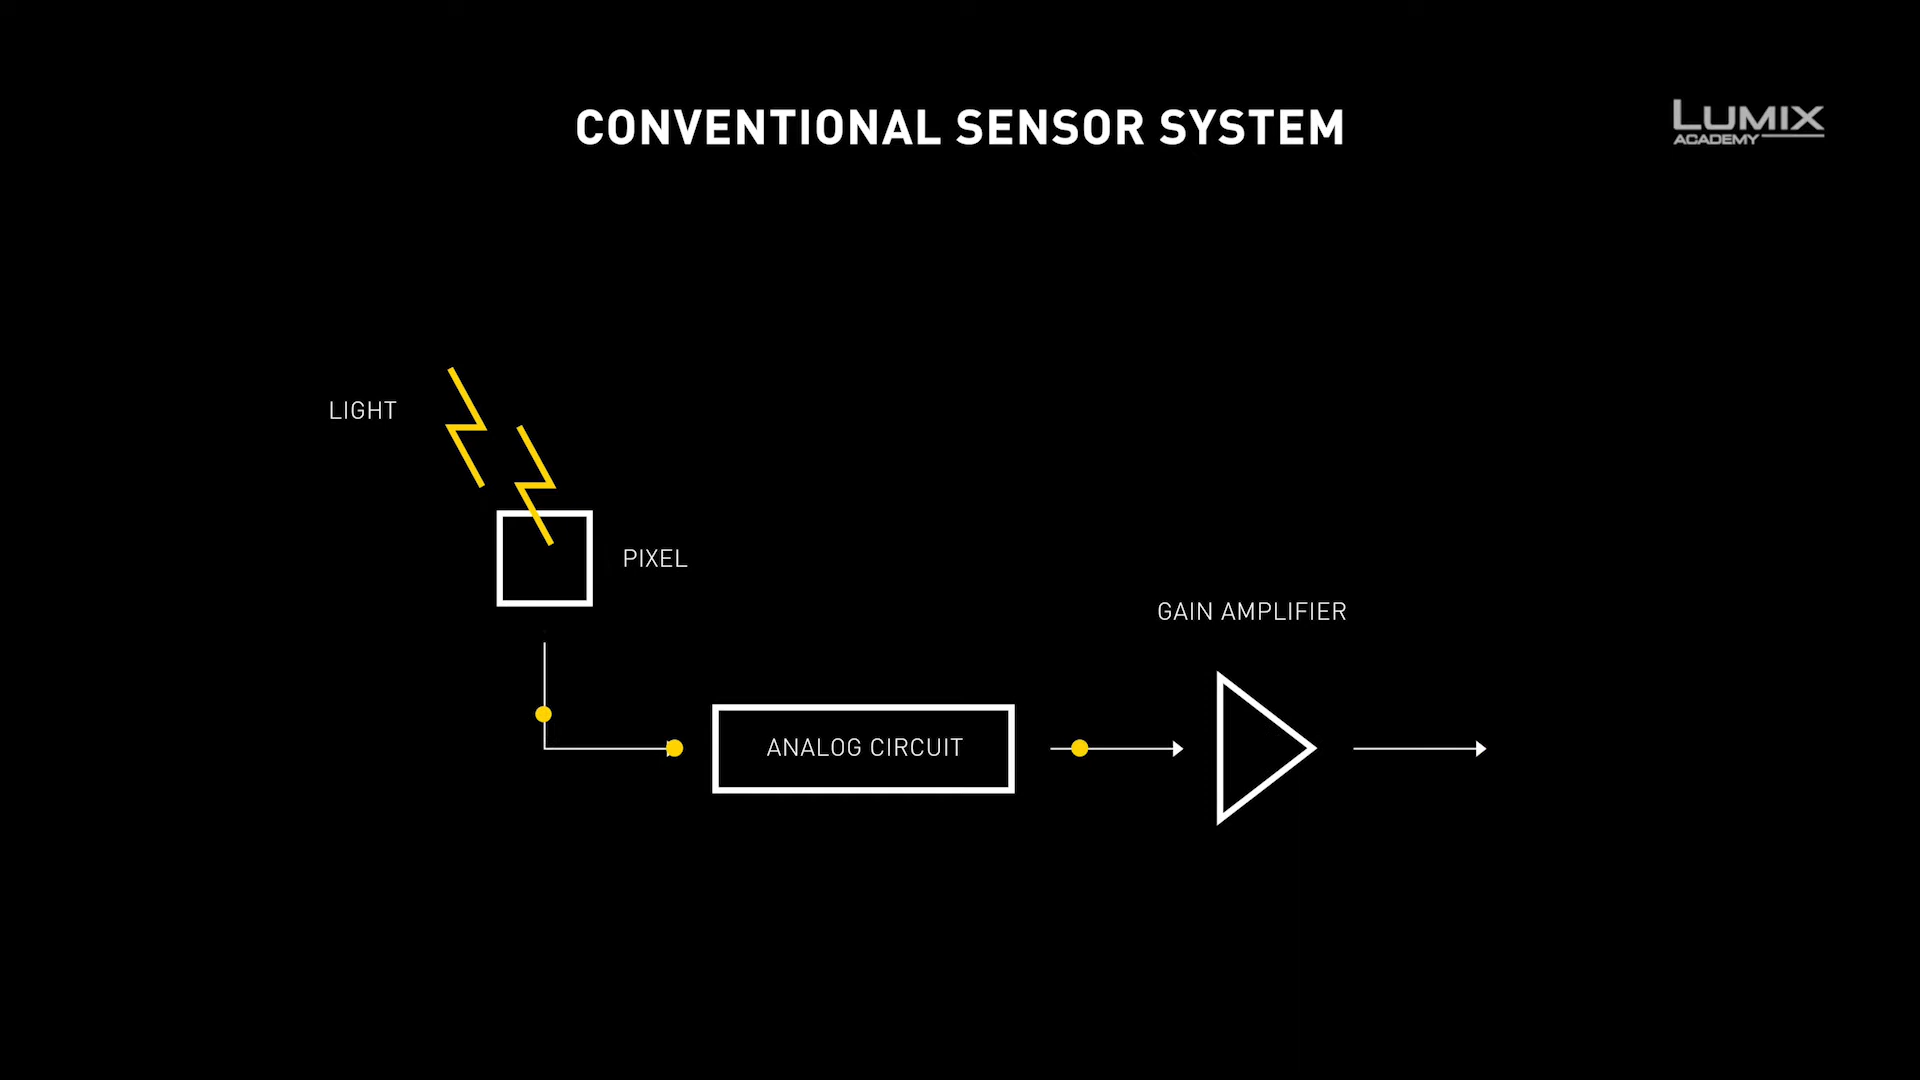 CONVENTIONAL SENSOR SYSTEM
LUMIX
ACADEMY
LIGHT
PIXEL
GAIN AMPLIFIER
ANALOG CIRCUIT